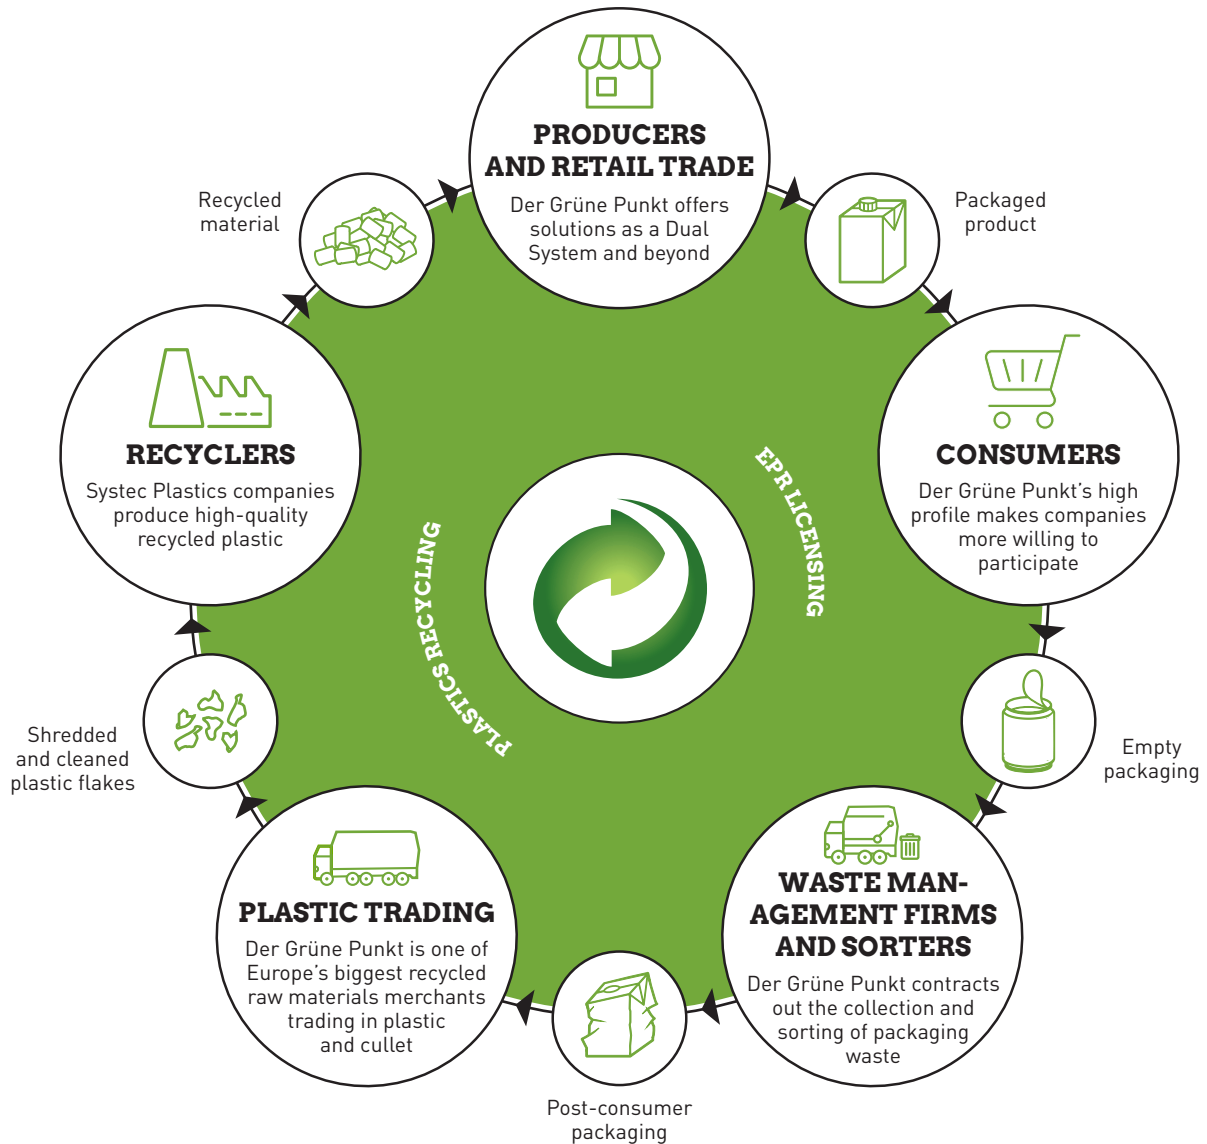 PRODUCERS
AND RETAIL TRADE
Der Grüne Punkt offers
solutions as a Dual
System and beyond
Packaged
product
CONSUMERS
Der Grüne Punkt’s high
profile makes companies
more willing to
participate
Empty
packaging
WASTE MAN-
AGEMENT FIRMS
AND SORTERS
Der Grüne Punkt contracts
out the collection and
sorting of packaging
waste
Post-consumer
packaging
PLASTIC TRADING
Der Grüne Punkt is one of
Europe’s biggest recycled
raw materials merchants
trading in plastic
and cullet
Shredded
and cleaned
plastic flakes
RECYCLERS
Systec Plastics companies
produce high-quality
recycled plastic
Recycled
material
PLASTICS RECYCLING
EPR LICENSING